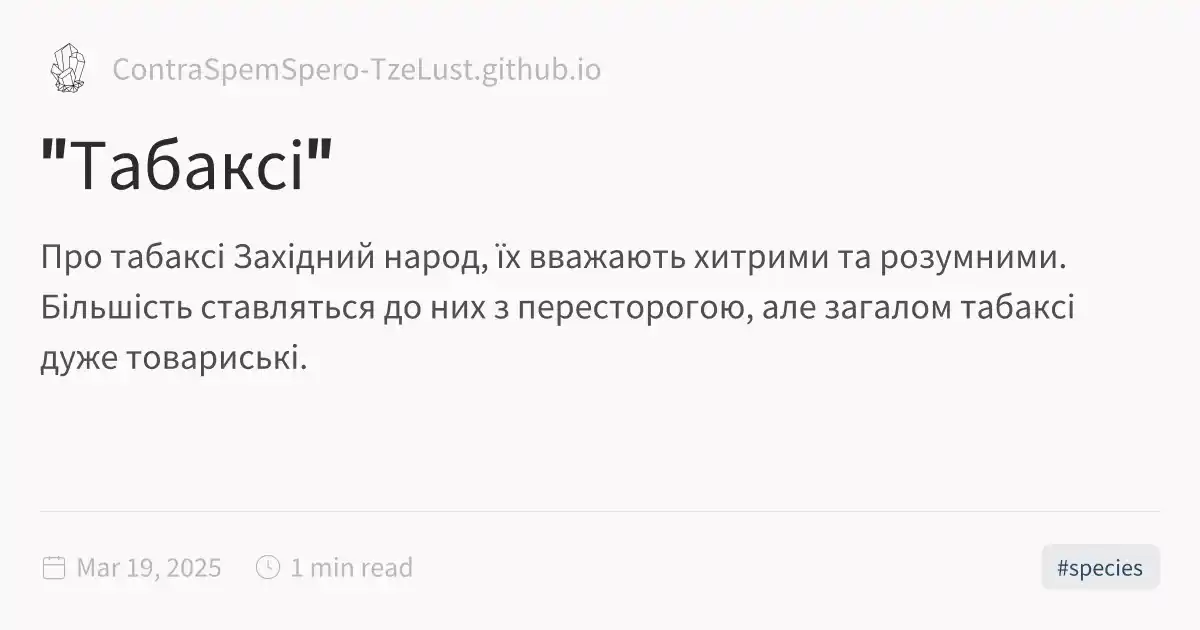 ContraSpemSpero-TzeLust.github.io
"Табаксі"
Про табаксі Західний народ, їх вважають хитрими та розумними.
Більшість ставляться до них з пересторогою, але загалом табаксі
дуже товариські.
Mar 19, 2025 1 min read #species